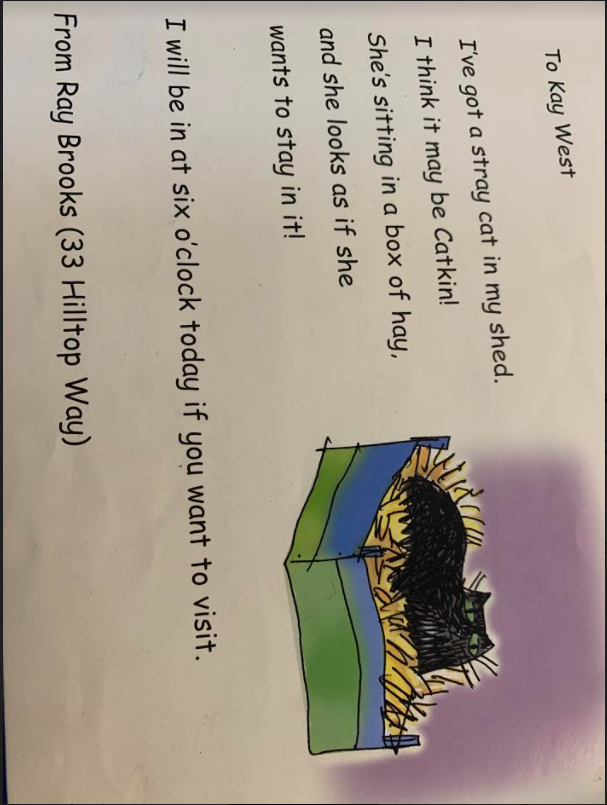 To Kay West
I've got a stray cat in my shed.
I think it may be Catkin!
She's sitting in a box of hay,
and she looks as if she
wants to stay in it!
I will be in at six o'clock today if you want to visit.
From Ray Brooks (33 Hilltop Way)